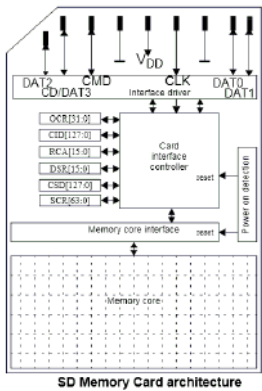 VDD
DAT2 CMD CLK DAT0
CD/DAT3 Interface driver DAT1
OCR[31:0]
CID[127:0]
RCA[15:0]
DSR[15:0]
CSD[127:0]
SCR[63:0]
Card
interface
controller
reset
Power on detection
Memory core interface
reset
Memory core
SD Memory Card architecture